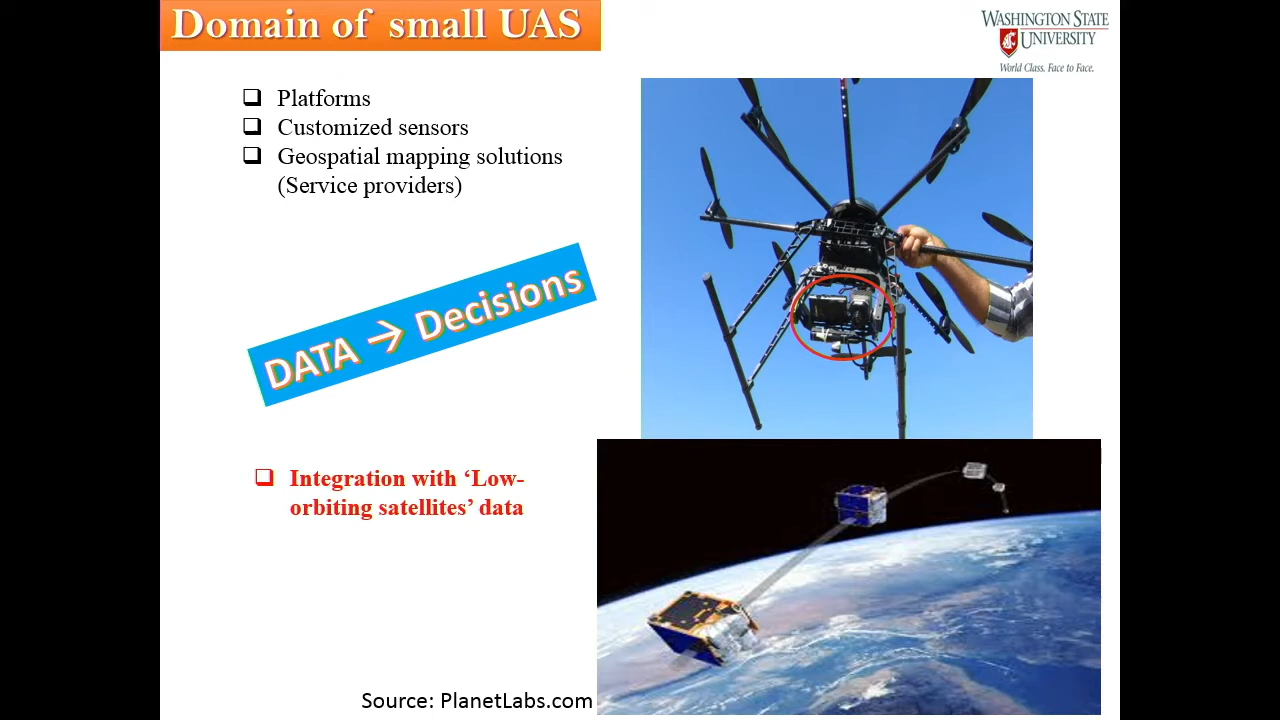 Domain of small UAS
WASHINGTON STATE
UNIVERSITY
World Class. Face to Face.
Platforms
Customized sensors
Geospatial mapping solutions
(Service providers)
DATA → Decisions
Integration with ‘Low-
orbiting satellites’ data
Source: PlanetLabs.com